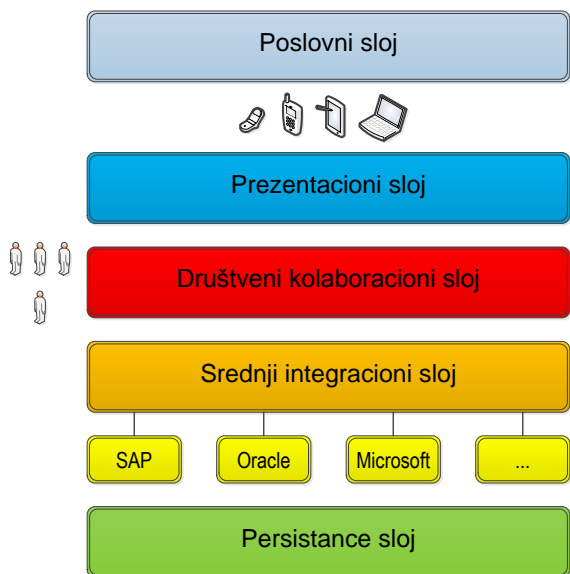 Poslovni sloj
Prezentacioni sloj
Društveni kolaboracioni sloj
Srednji integracioni sloj
SAP
Oracle
Microsoft
...
Persistance sloj